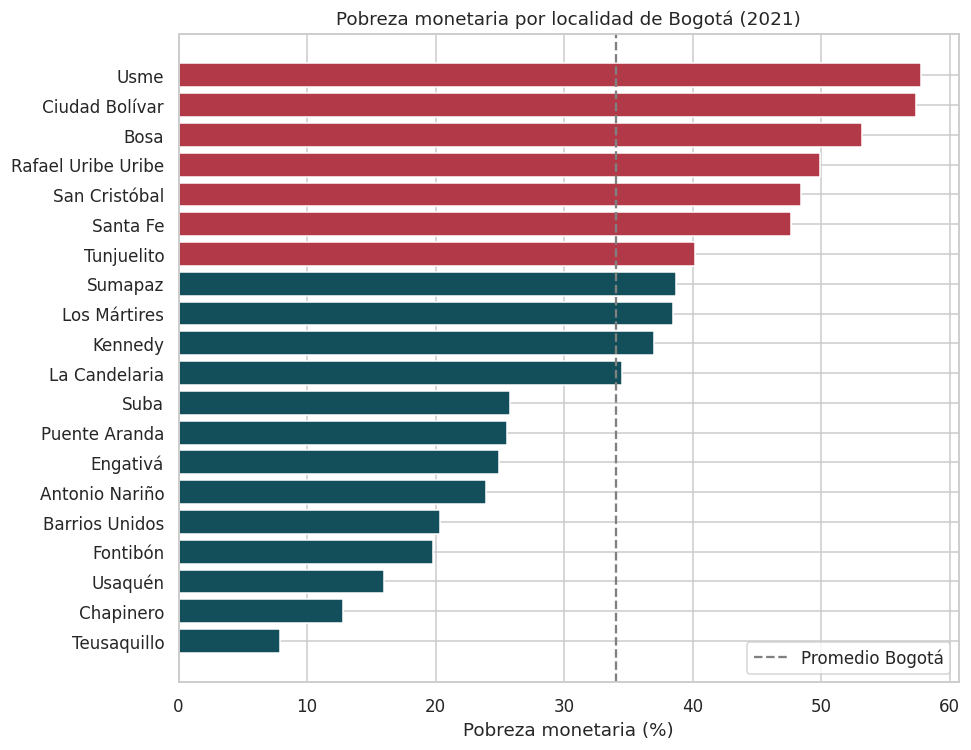 Pobreza monetaria por localidad de Bogotá (2021)
Usme
Ciudad Bolívar
Bosa
Rafael Uribe Uribe
San Cristóbal
Santa Fe
Tunjuelito
Sumapaz
Los Mártires
Kennedy
La Candelaria
Suba
Puente Aranda
Engativá
Antonio Nariño
Barrios Unidos
Fontibón
Usaquén
Chapinero
Teusaquillo
Promedio Bogotá
0 10 20 30 40 50 60
Pobreza monetaria (%)